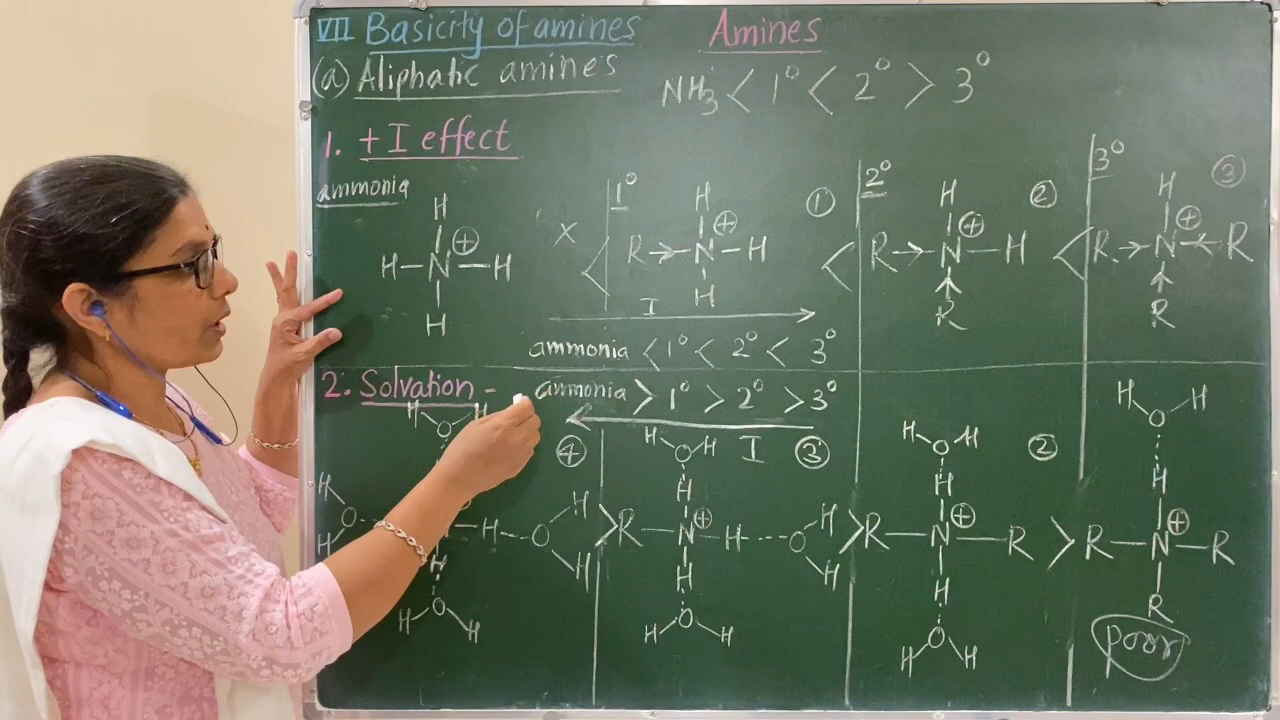 VII Basicity of amines
Amines
(a) Aliphatic amines
NH₃ < 1° < 2° > 3°
1. +I effect
ammonia
H
H–N–H
⊕
H
X
<
1°
H
R→N–H
⊕
H
I
①
<
2°
H
R→N–H
⊕
R
②
<
3°
H
R→N←R
⊕
R
③
ammonia < 1° < 2° < 3°
2. Solvation - ammonia > 1° > 2° > 3°
I
H H
O
H
O
H
H O
H
H
H
O
H H
④
>
H O H
H
R–N–H---O
⊕
H
H
H
O
H H
③
>
H O H
H
R–N–R
⊕
H
O
H H
②
>
H H
O
H
R–N–R
⊕
R
poor